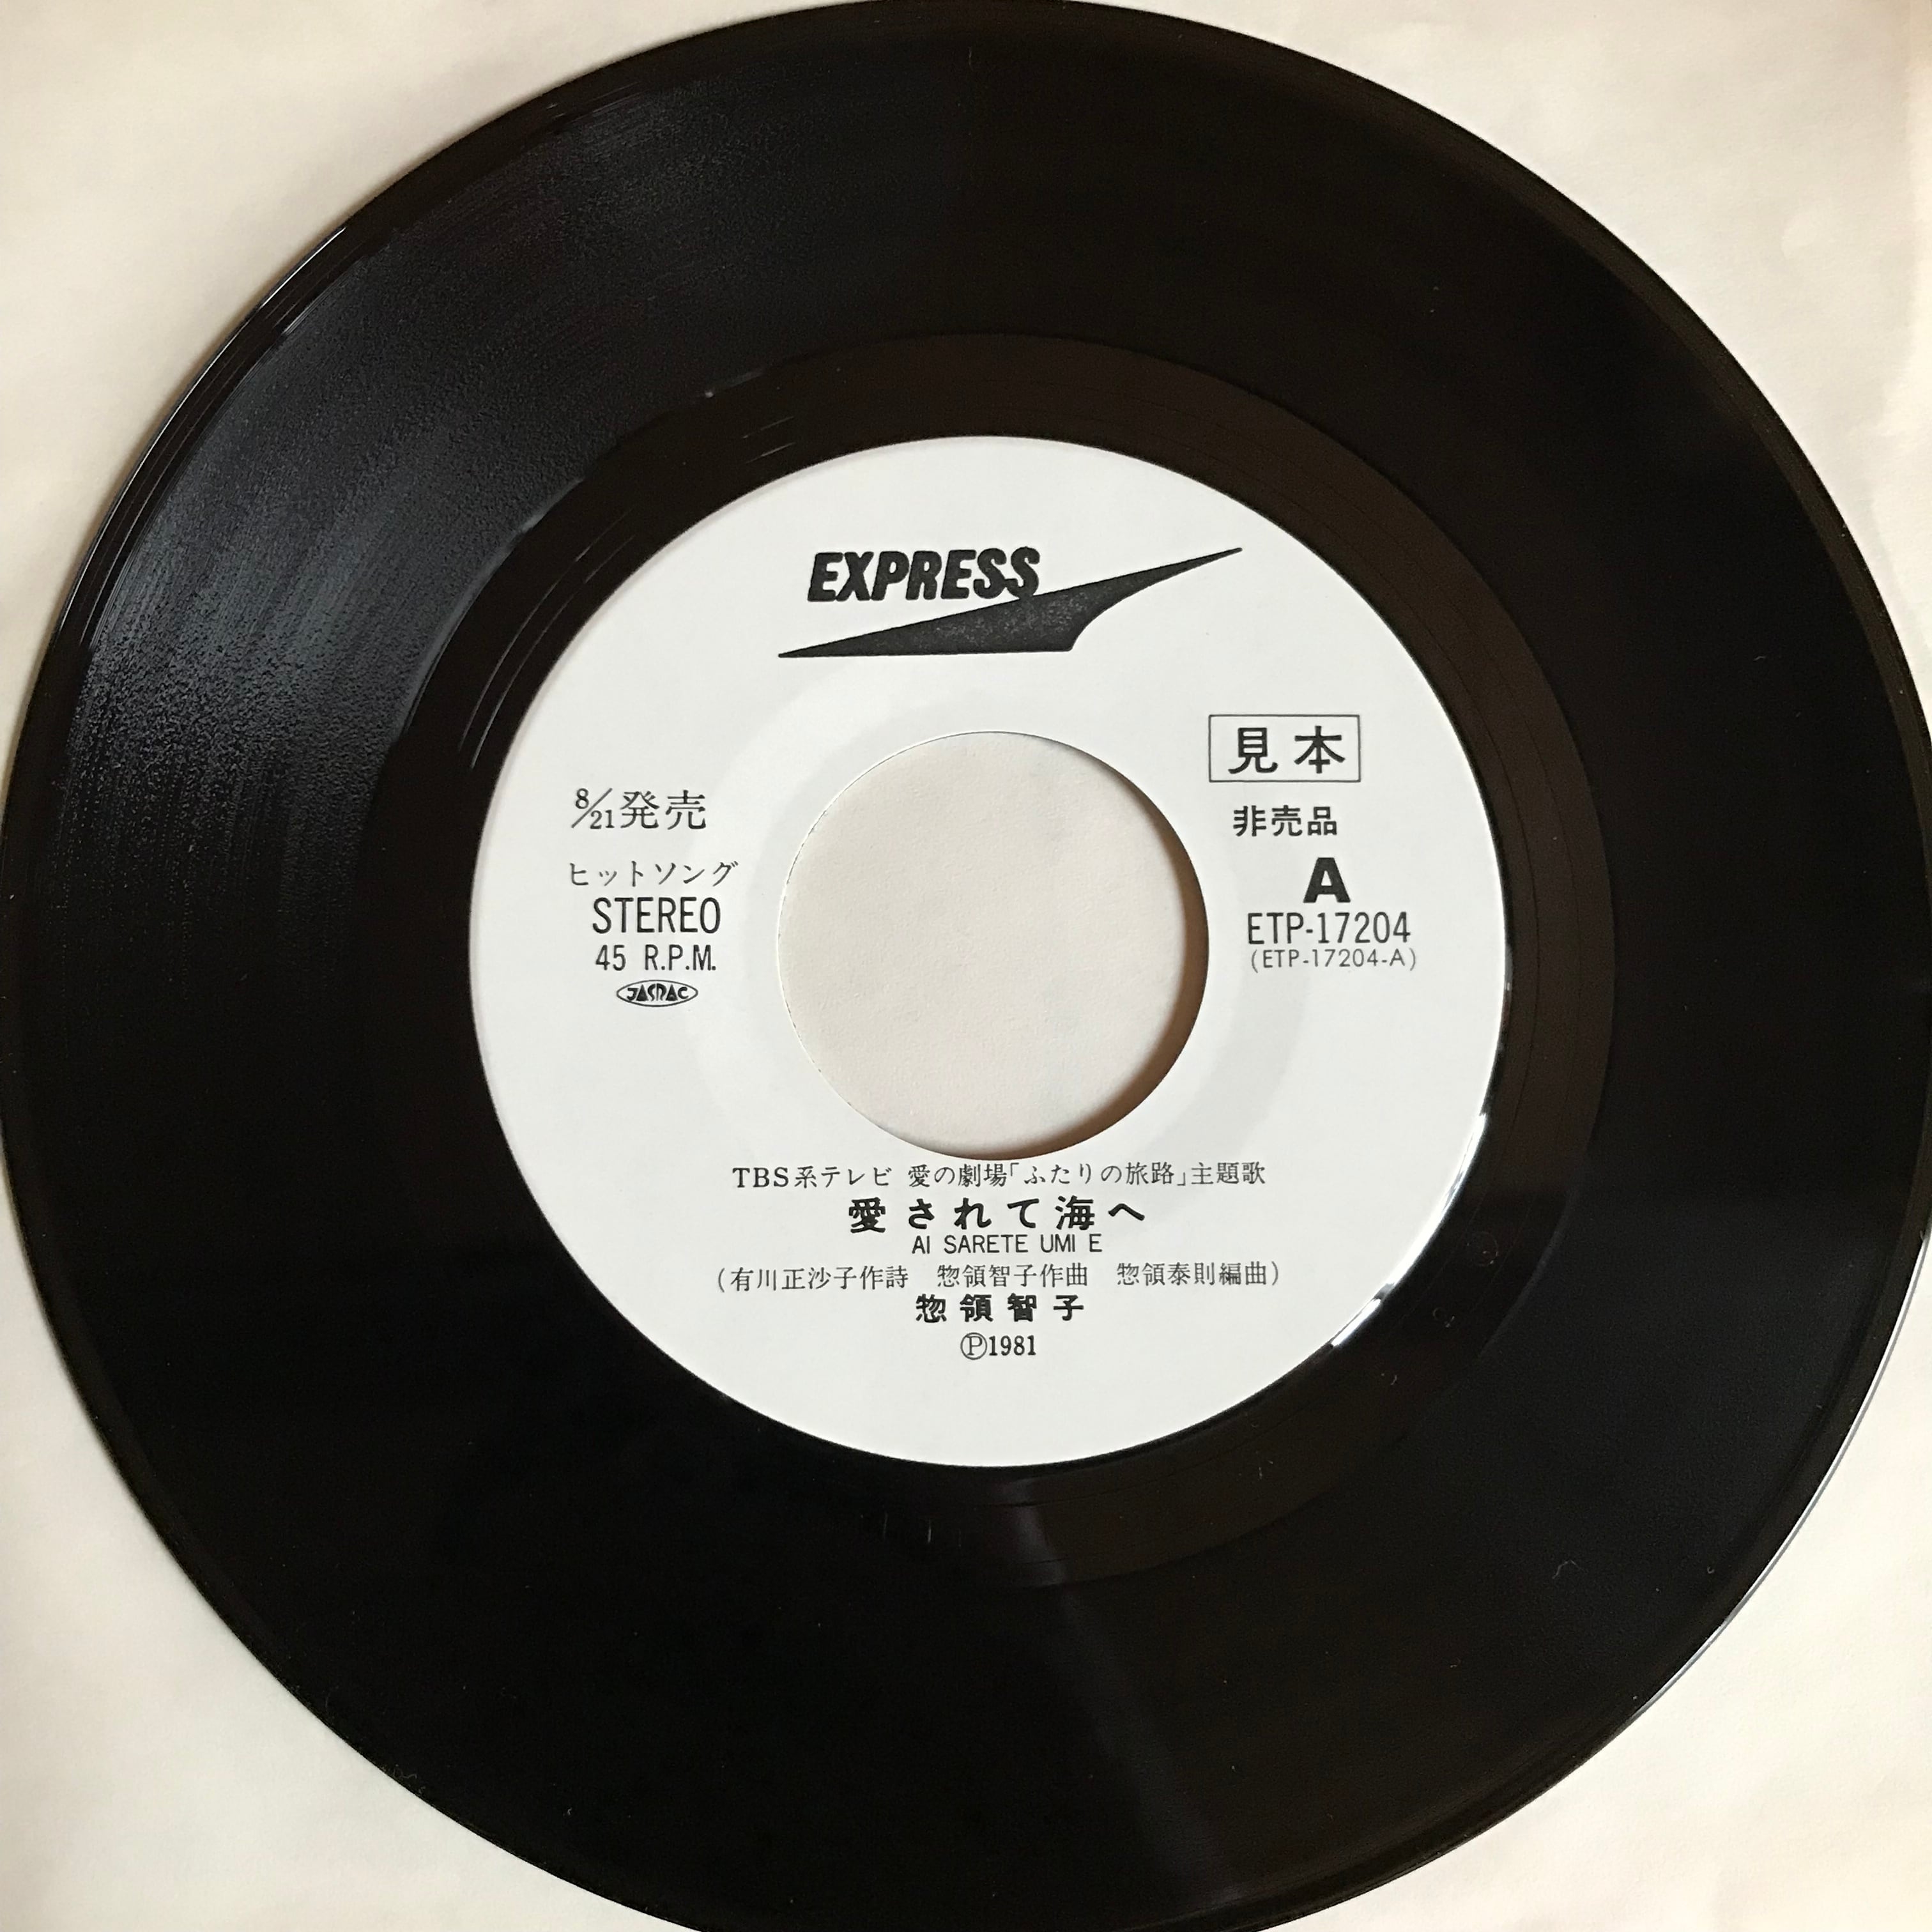 EXPRESS
見本
非売品
A
ETP-17204
(ETP-17204-A)
8/21発売
ヒットソング
STEREO
45 R.P.M.
JASRAC
TBS系テレビ 愛の劇場「ふたりの旅路」主題歌
愛されて海へ
AI SARETE UMI E
(有川正沙子作詩 惣領智子作曲 惣領泰則編曲)
惣領智子
Ⓟ1981